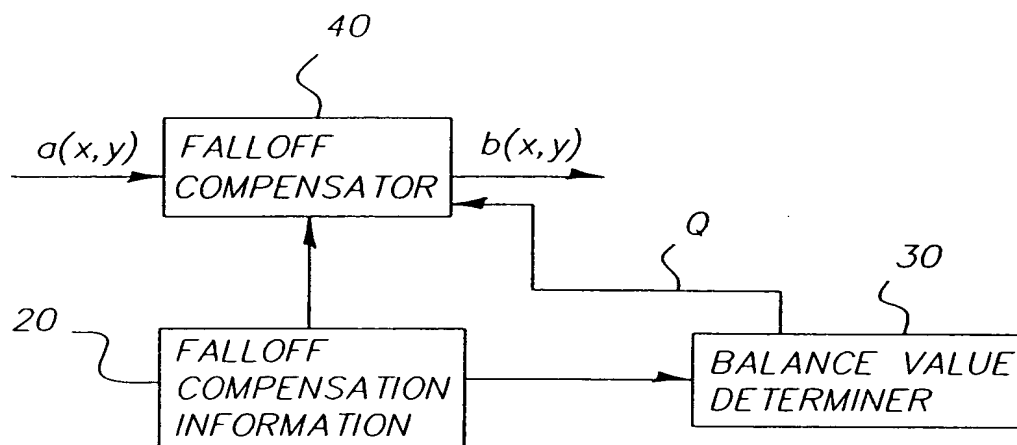 40
a(x,y)
FALLOFF
COMPENSATOR
b(x,y)
Q
30
20
FALLOFF
COMPENSATION
INFORMATION
BALANCE VALUE
DETERMINER